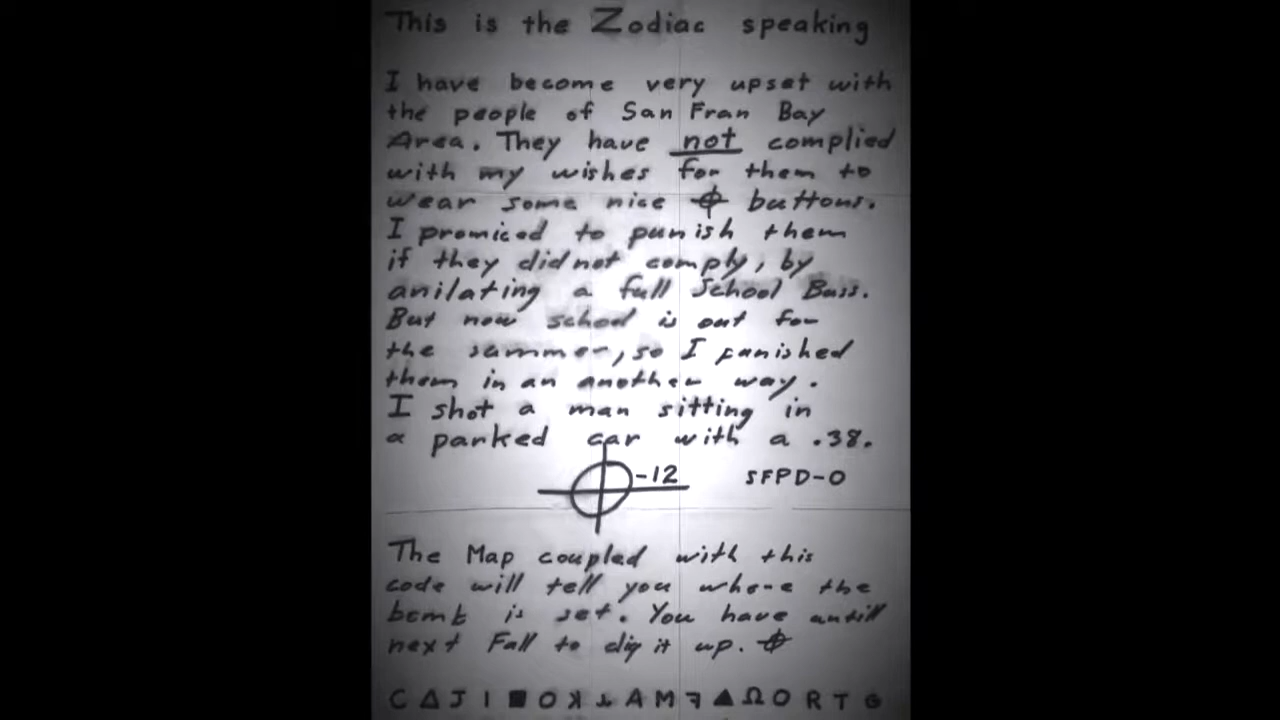 This is the Zodiac speaking
I have become very upset with
the people of San Fran Bay
Area. They have not complied
with my wishes for them to
wear some nice ⌖ buttons.
I promiced to punish them
if they did not comply, by
anilating a full School Buss.
But now school is out for
the summer, so I punished
them in an another way.
I shot a man sitting in
a parked car with a .38.
⌖-12 SFPD-0
The Map coupled with this
code will tell you where the
bomb is set. You have untill
next Fall to dig it up. ⌖
C Δ J I ■ O ꓘ ⅄ A M ꟻ ▲ Ω O R T G